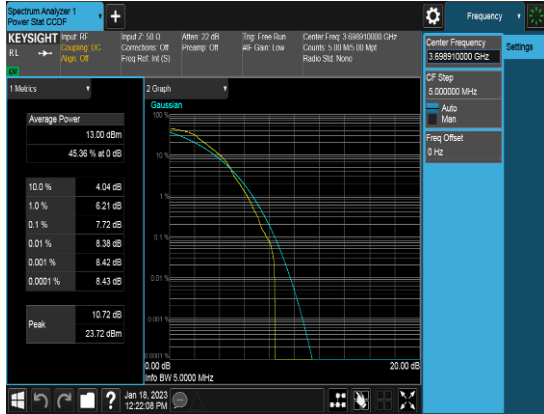 Spectrum Analyzer 1
Power Stat CCDF
Frequency
KEYSIGHT
Input: RF
Input Z: 50 Ω
Atten: 22 dB
Trig: Free Run
Center Freq: 3.698910000 GHz
RL
Coupling: DC
Corrections: Off
Preamp: Off
#IF Gain: Low
Counts: 5.00 M/5.00 Mpt
Align: Off
Freq Ref: Int (S)
Radio Std: None
Center Frequency
3.698910000 GHz
Settings
CF Step
5.000000 MHz
Auto
Man
Freq Offset
0 Hz
1 Metrics
Average Power
13.00 dBm
45.36 % at 0 dB
10.0 % 4.04 dB
1.0 % 6.21 dB
0.1 % 7.72 dB
0.01 % 8.38 dB
0.001 % 8.42 dB
0.0001 % 8.43 dB
Peak
10.72 dB
23.72 dBm
2 Graph
Gaussian
100 %
10 %
1 %
0.1 %
0.01 %
0.001 %
0.0001 %
0.00 dB
20.00 dB
Info BW 5.0000 MHz
?
Jan 18, 2023
12:22:08 PM